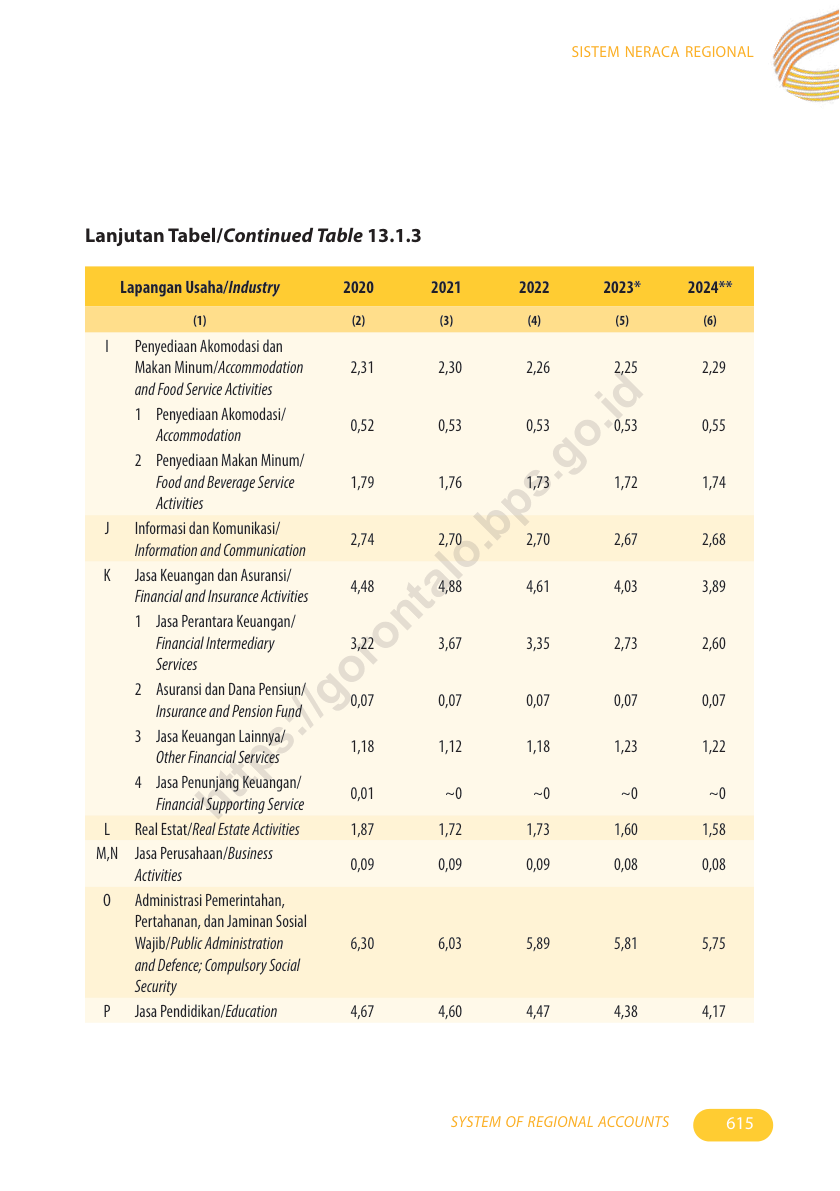 SISTEM NERACA REGIONAL
Lanjutan Tabel/Continued Table 13.1.3
Lapangan Usaha/Industry 2020 2021 2022 2023* 2024**
(1) (2) (3) (4) (5) (6)
I Penyediaan Akomodasi dan
Makan Minum/Accommodation 2,31 2,30 2,26 2,25 2,29
and Food Service Activities
1 Penyediaan Akomodasi/
Accommodation 0,52 0,53 0,53 0,53 0,55
2 Penyediaan Makan Minum/
Food and Beverage Service 1,79 1,76 1,73 1,72 1,74
Activities
J Informasi dan Komunikasi/
Information and Communication 2,74 2,70 2,70 2,67 2,68
K Jasa Keuangan dan Asuransi/
Financial and Insurance Activities 4,48 4,88 4,61 4,03 3,89
1 Jasa Perantara Keuangan/
Financial Intermediary 3,22 3,67 3,35 2,73 2,60
Services
2 Asuransi dan Dana Pensiun/
Insurance and Pension Fund 0,07 0,07 0,07 0,07 0,07
3 Jasa Keuangan Lainnya/
Other Financial Services 1,18 1,12 1,18 1,23 1,22
4 Jasa Penunjang Keuangan/
Financial Supporting Service 0,01 ~0 ~0 ~0 ~0
L Real Estat/Real Estate Activities 1,87 1,72 1,73 1,60 1,58
M,N Jasa Perusahaan/Business
Activities 0,09 0,09 0,09 0,08 0,08
O Administrasi Pemerintahan,
Pertahanan, dan Jaminan Sosial
Wajib/Public Administration 6,30 6,03 5,89 5,81 5,75
and Defence; Compulsory Social
Security
P Jasa Pendidikan/Education 4,67 4,60 4,47 4,38 4,17
https://gorontalo.bps.go.id
SYSTEM OF REGIONAL ACCOUNTS 615